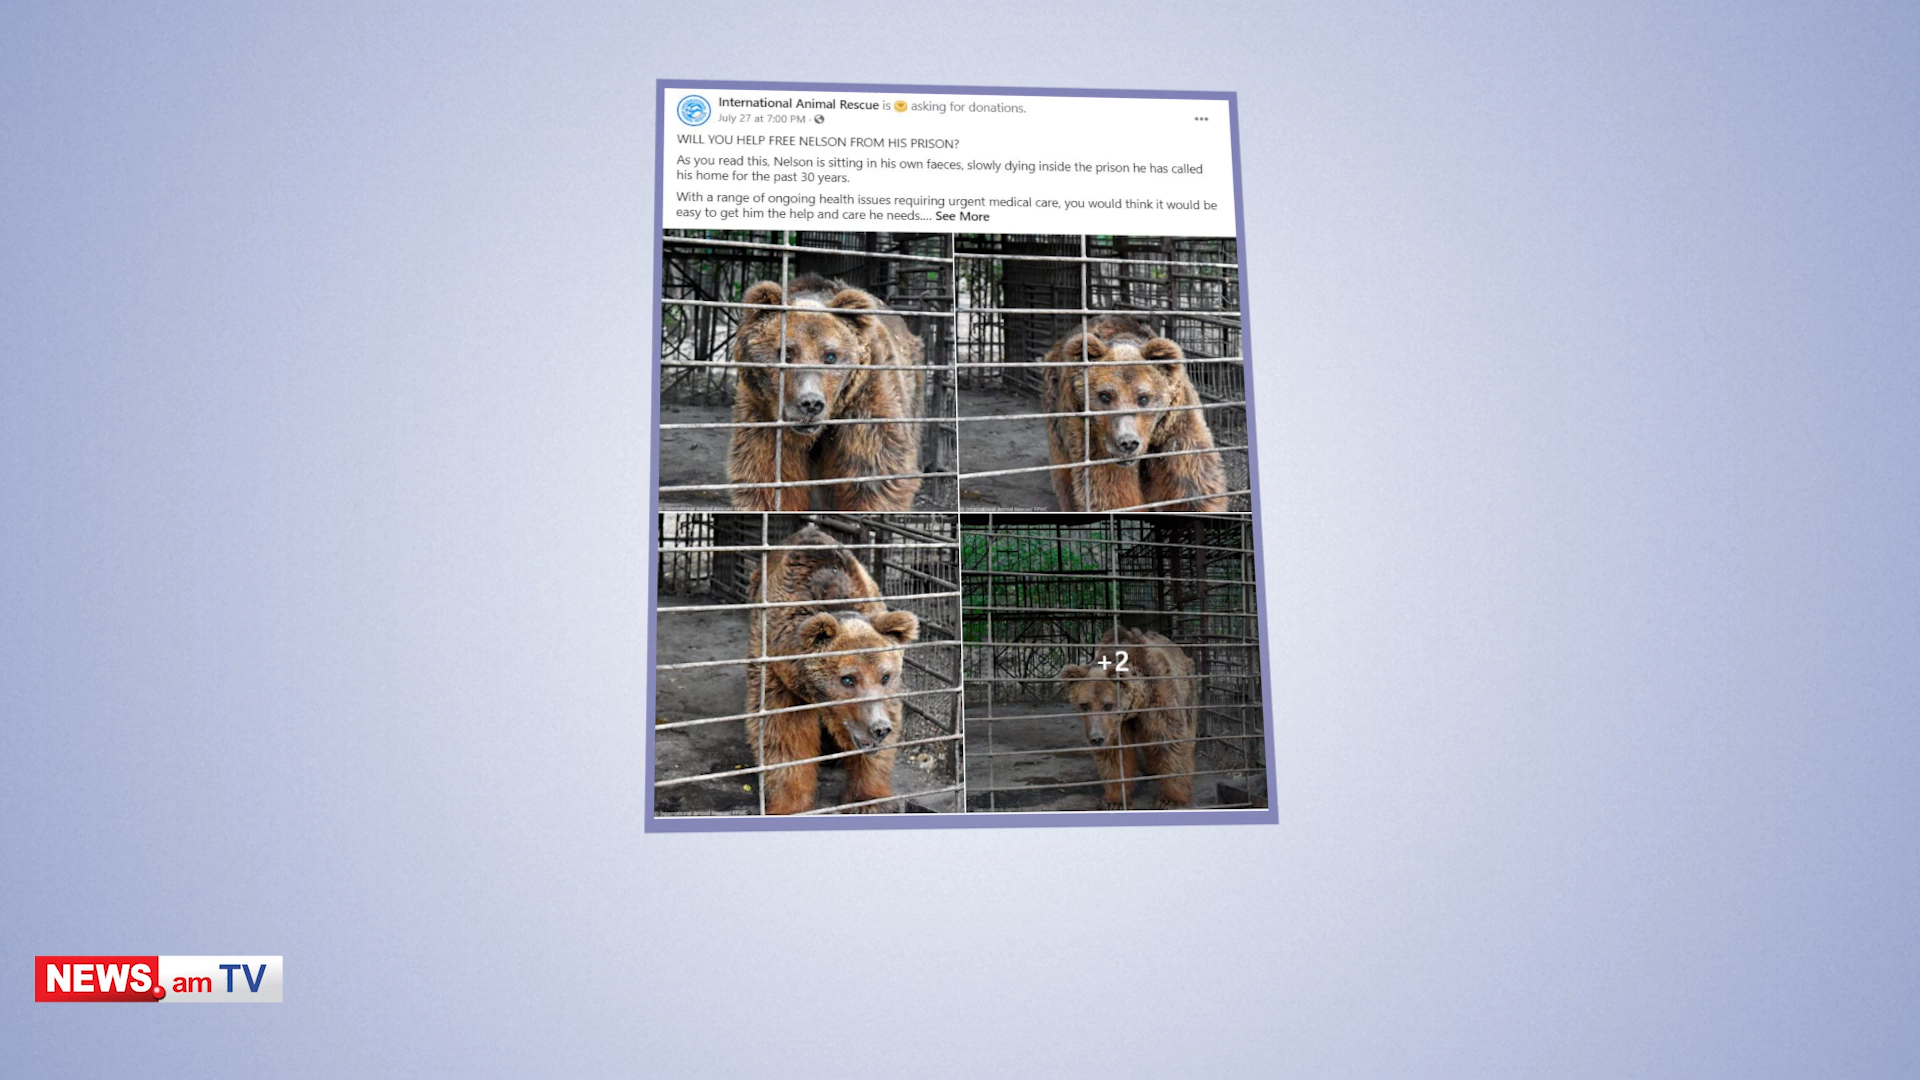 International Animal Rescue is asking for donations.
July 27 at 7:00 PM ·
WILL YOU HELP FREE NELSON FROM HIS PRISON?
As you read this, Nelson is sitting in his own faeces, slowly dying inside the prison he has called
his home for the past 30 years.
With a range of ongoing health issues requiring urgent medical care, you would think it would be
easy to get him the help and care he needs.... See More
+2
NEWS.am TV